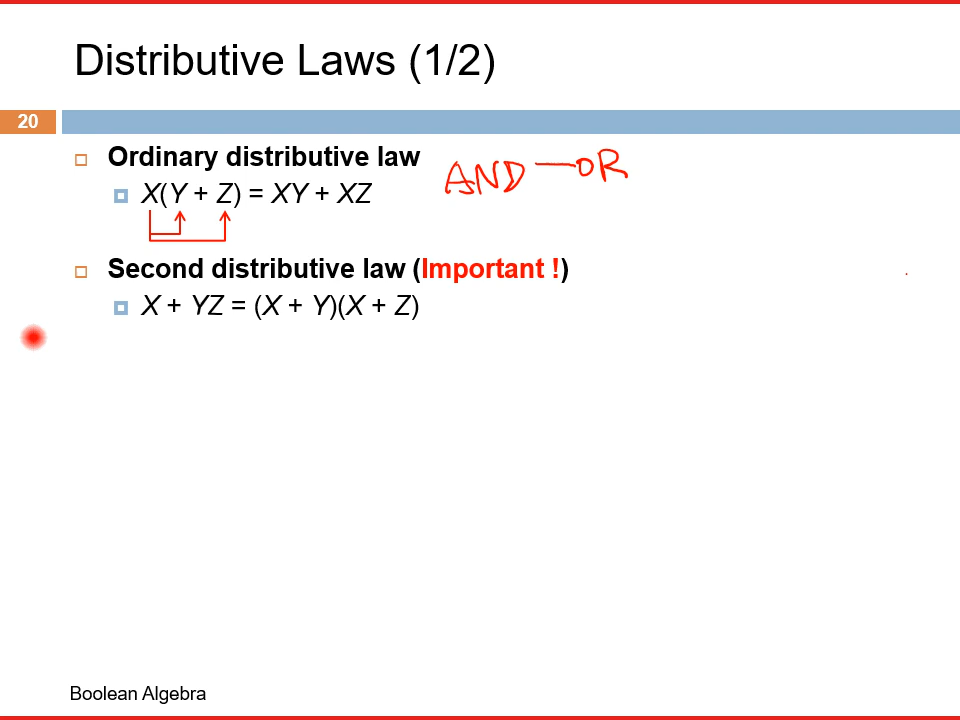 Distributive Laws (1/2)
20
Ordinary distributive law
AND — OR
X(Y + Z) = XY + XZ
Second distributive law (Important !)
X + YZ = (X + Y)(X + Z)
Boolean Algebra